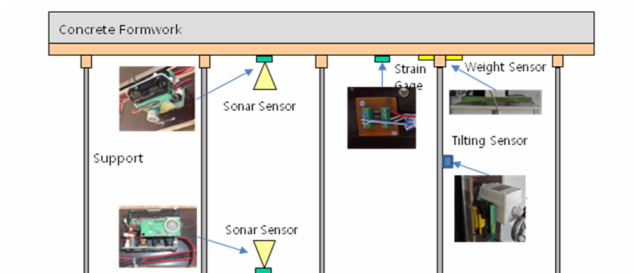 Concrete Formwork
Strain
Gage
Weight Sensor
Sonar Sensor
Tilting Sensor
Support
Sonar Sensor